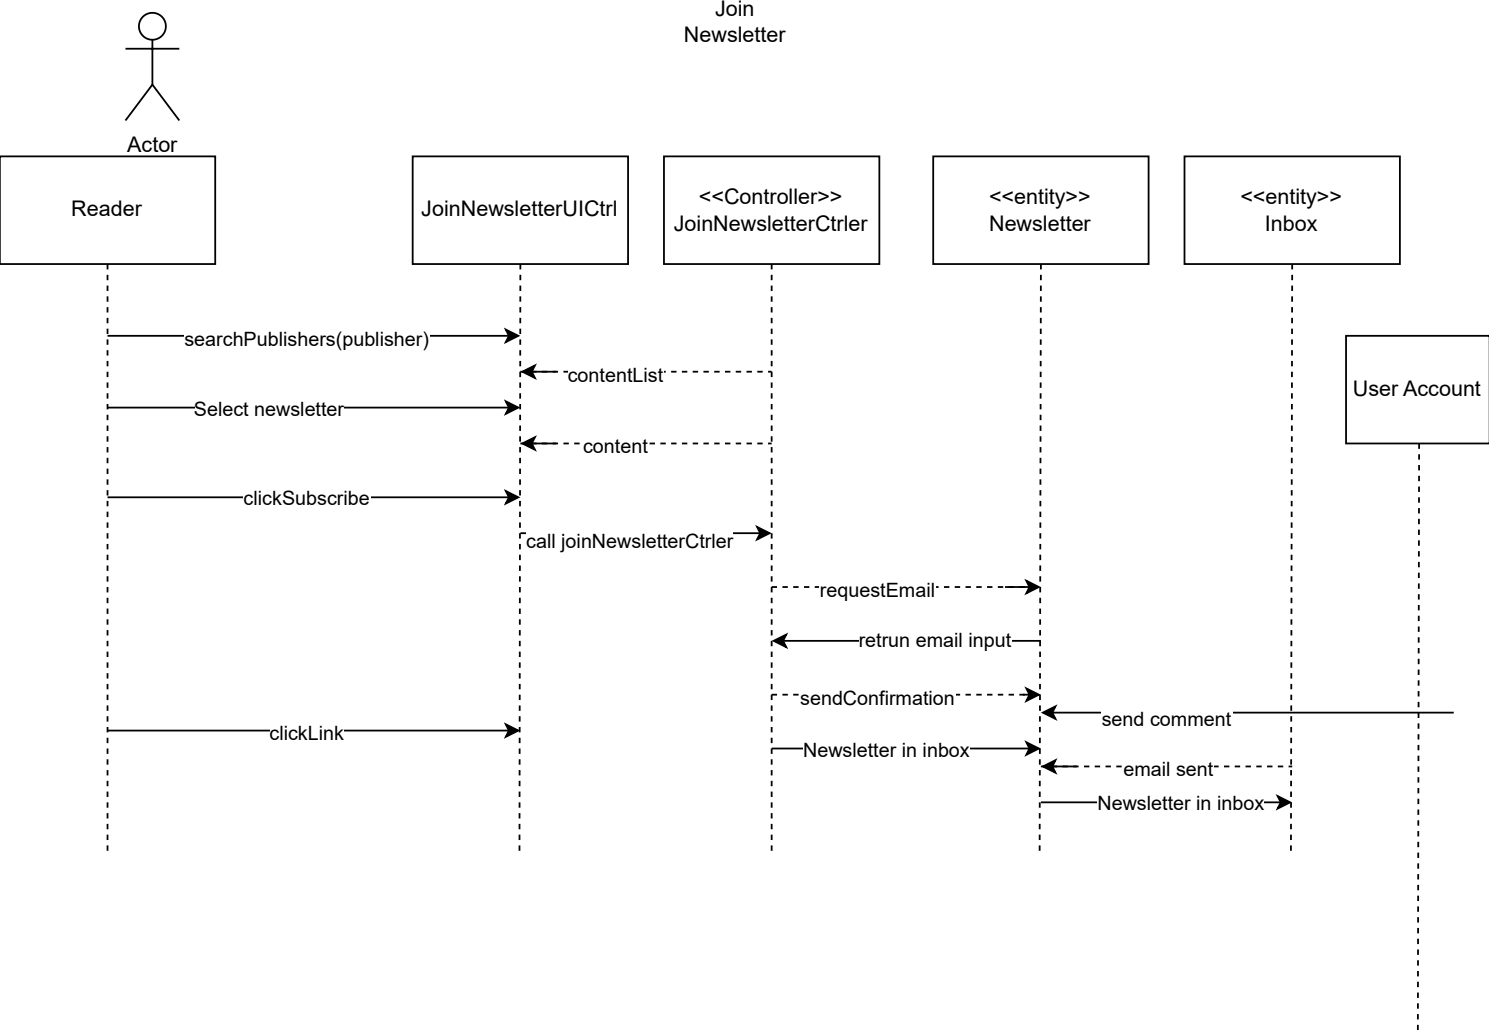 Join
Newsletter
Actor
Reader
JoinNewsletterUICtrl
<<Controller>>
JoinNewsletterCtrler
<<entity>>
Newsletter
<<entity>>
Inbox
searchPublishers(publisher)
contentList
User Account
Select newsletter
content
clickSubscribe
call joinNewsletterCtrler
requestEmail
retrun email input
sendConfirmation
send comment
clickLink
Newsletter in inbox
email sent
Newsletter in inbox